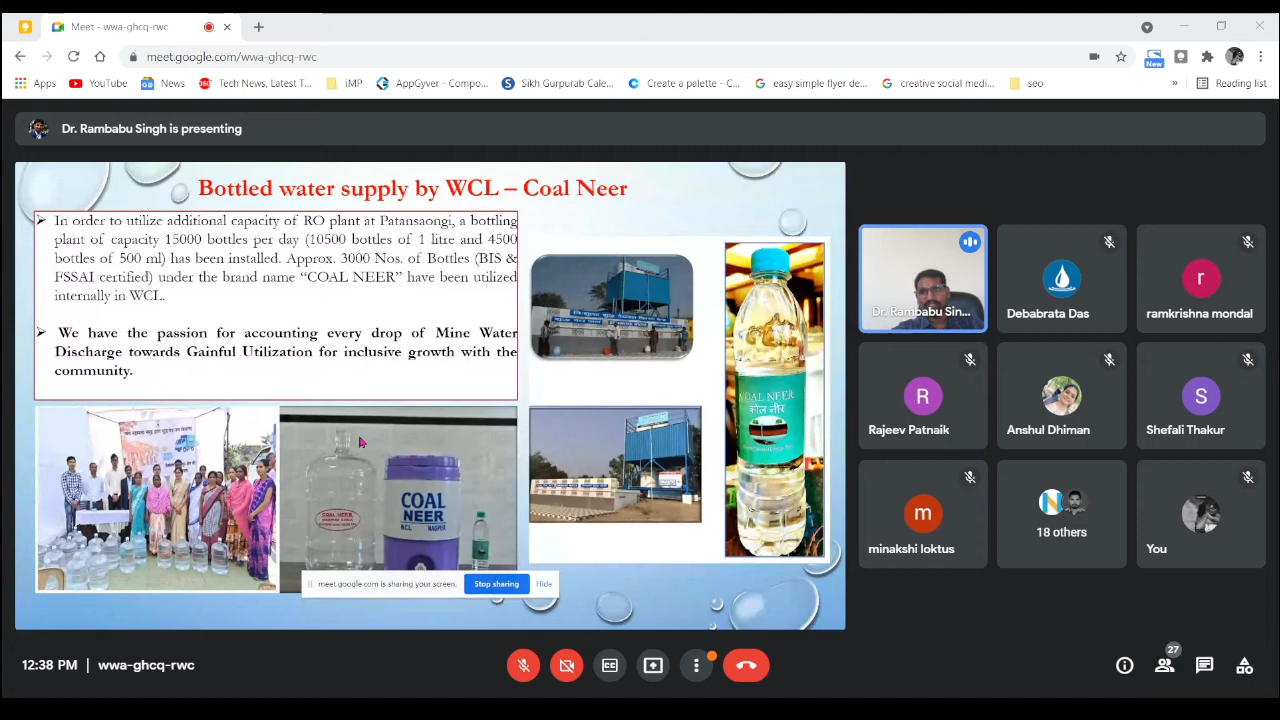 Meet - wwa-ghcq-rwc
meet.google.com/wwa-ghcq-rwc
New
Apps
YouTube
News
Tech News, Latest T...
iMP
AppGyver - Compo...
Sikh Gurpurab Cale...
Create a palette - C...
easy simple flyer de...
creative social medi...
seo
»
Reading list
Dr. Rambabu Singh is presenting
Bottled water supply by WCL – Coal Neer
In order to utilize additional capacity of RO plant at Patansaongi, a bottling
plant of capacity 15000 bottles per day (10500 bottles of 1 litre and 4500
bottles of 500 ml) has been installed. Approx. 3000 Nos. of Bottles (BIS &
FSSAI certified) under the brand name “COAL NEER” have been utilized
internally in WCL.
We have the passion for accounting every drop of Mine Water
Discharge towards Gainful Utilization for inclusive growth with the
community.
COAL NEER
कोल नीर
COAL NEER
COAL
NEER
WCL NAGPUR
meet.google.com is sharing your screen.
Stop sharing
Hide
Dr. Rambabu Sin...
Debabrata Das
r
ramkrishna mondal
R
Rajeev Patnaik
Anshul Dhiman
S
Shefali Thakur
m
minakshi loktus
N
18 others
You
12:38 PM | wwa-ghcq-rwc
27